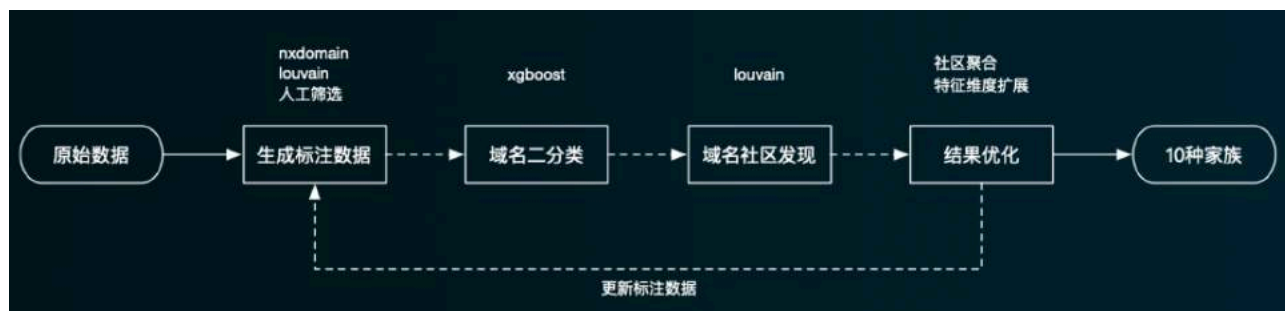 nxdomain
louvain
人工筛选
xgboost
louvain
社区聚合
特征维度扩展
原始数据
生成标注数据
域名二分类
域名社区发现
结果优化
10种家族
更新标注数据